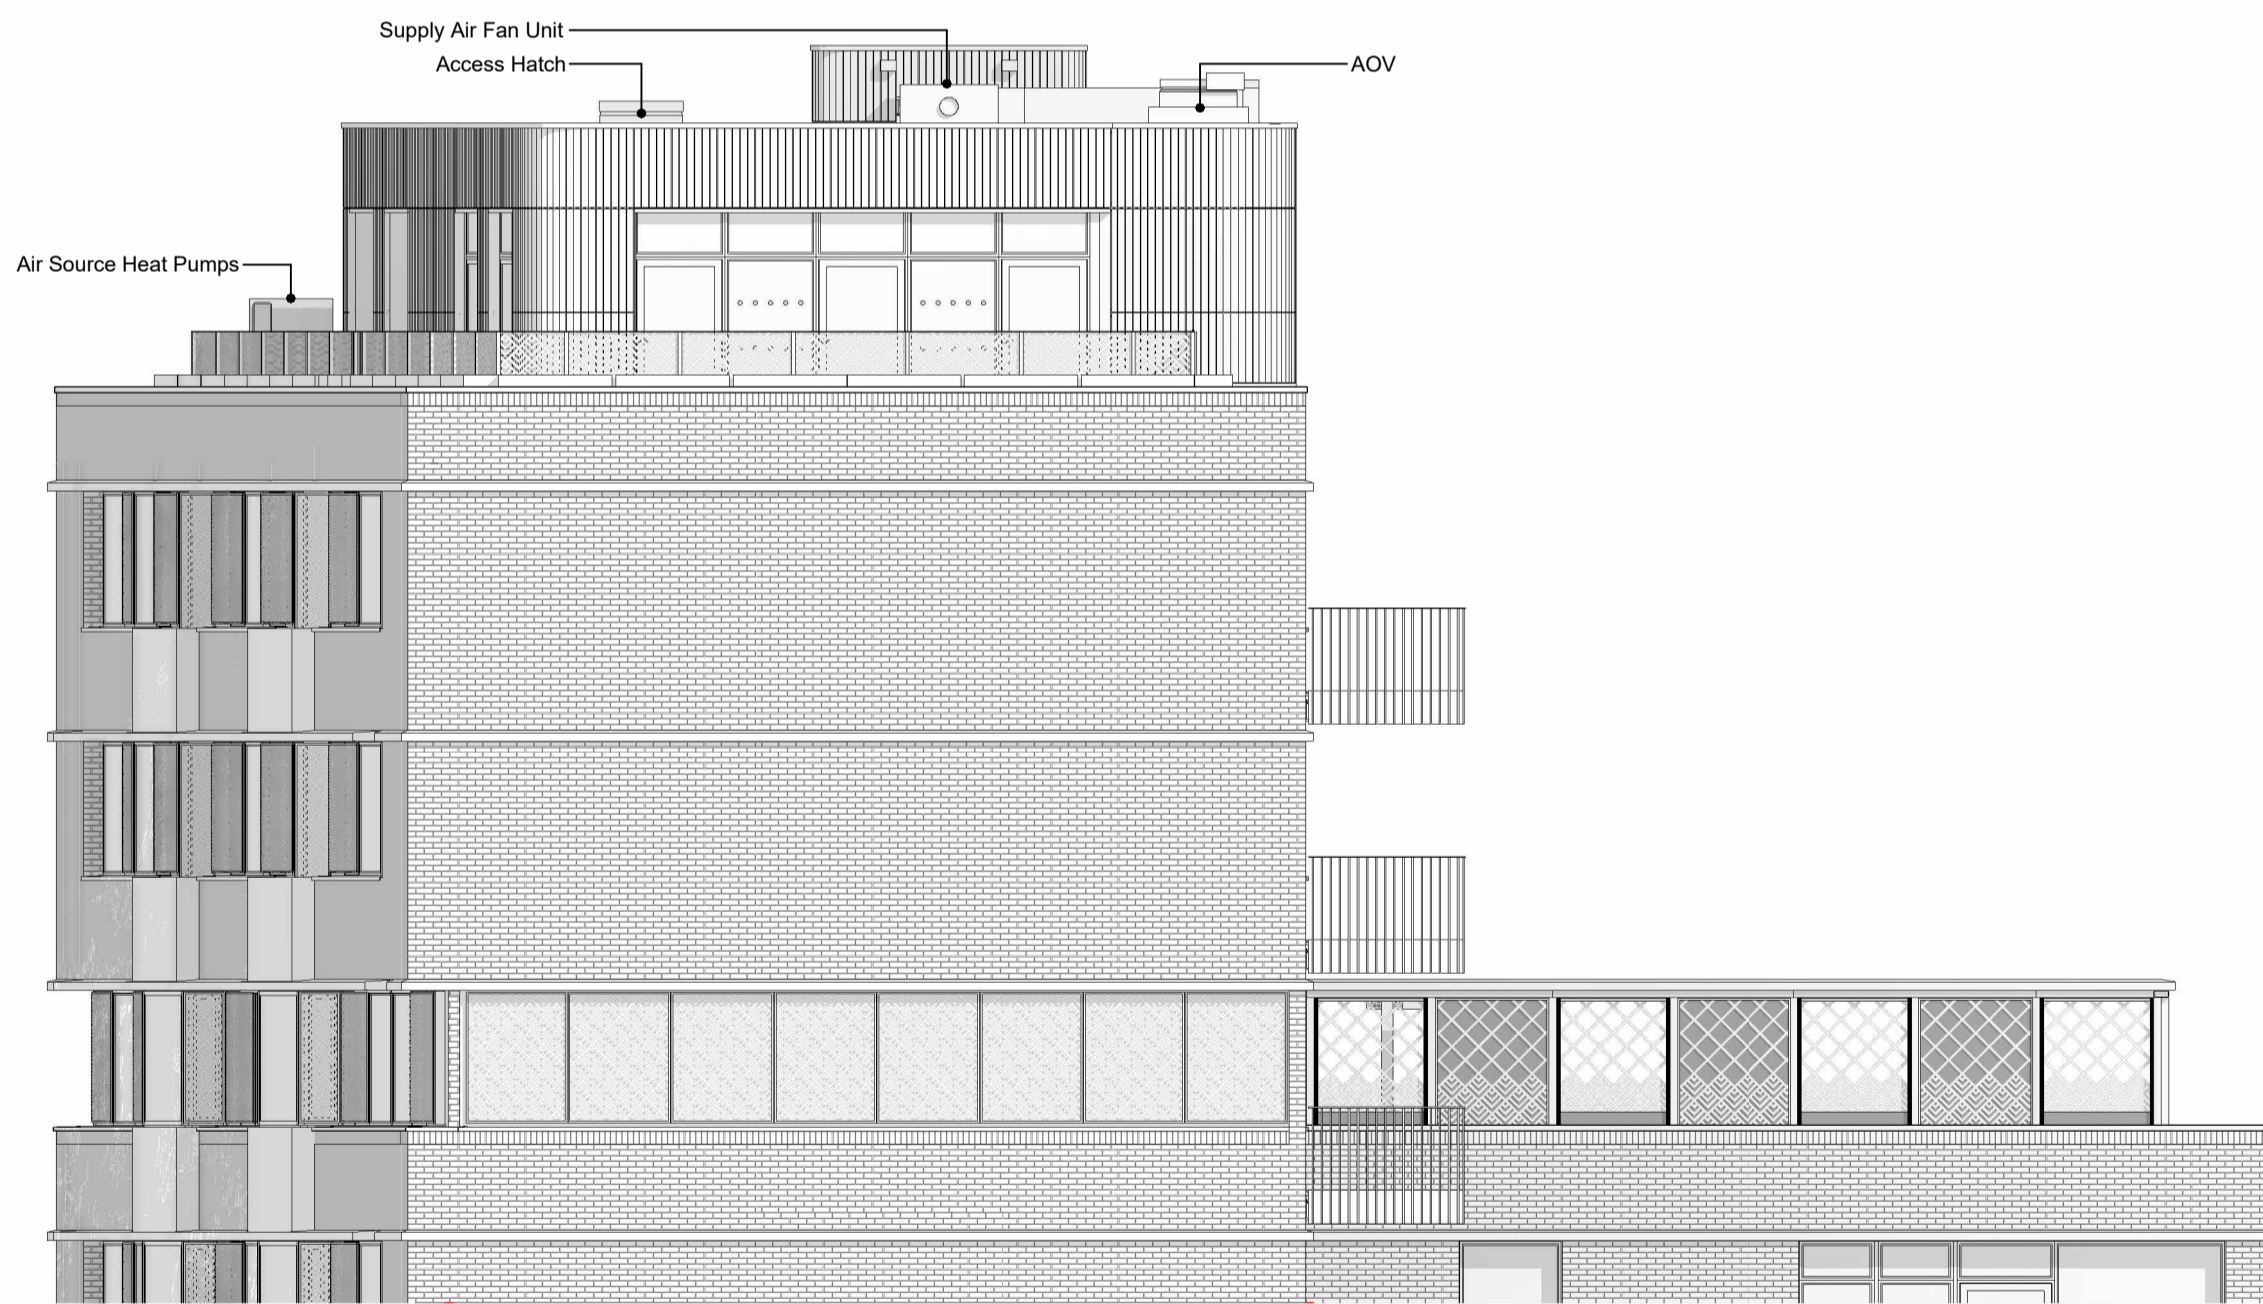 Supply Air Fan Unit
Access Hatch
AOV
Air Source Heat Pumps